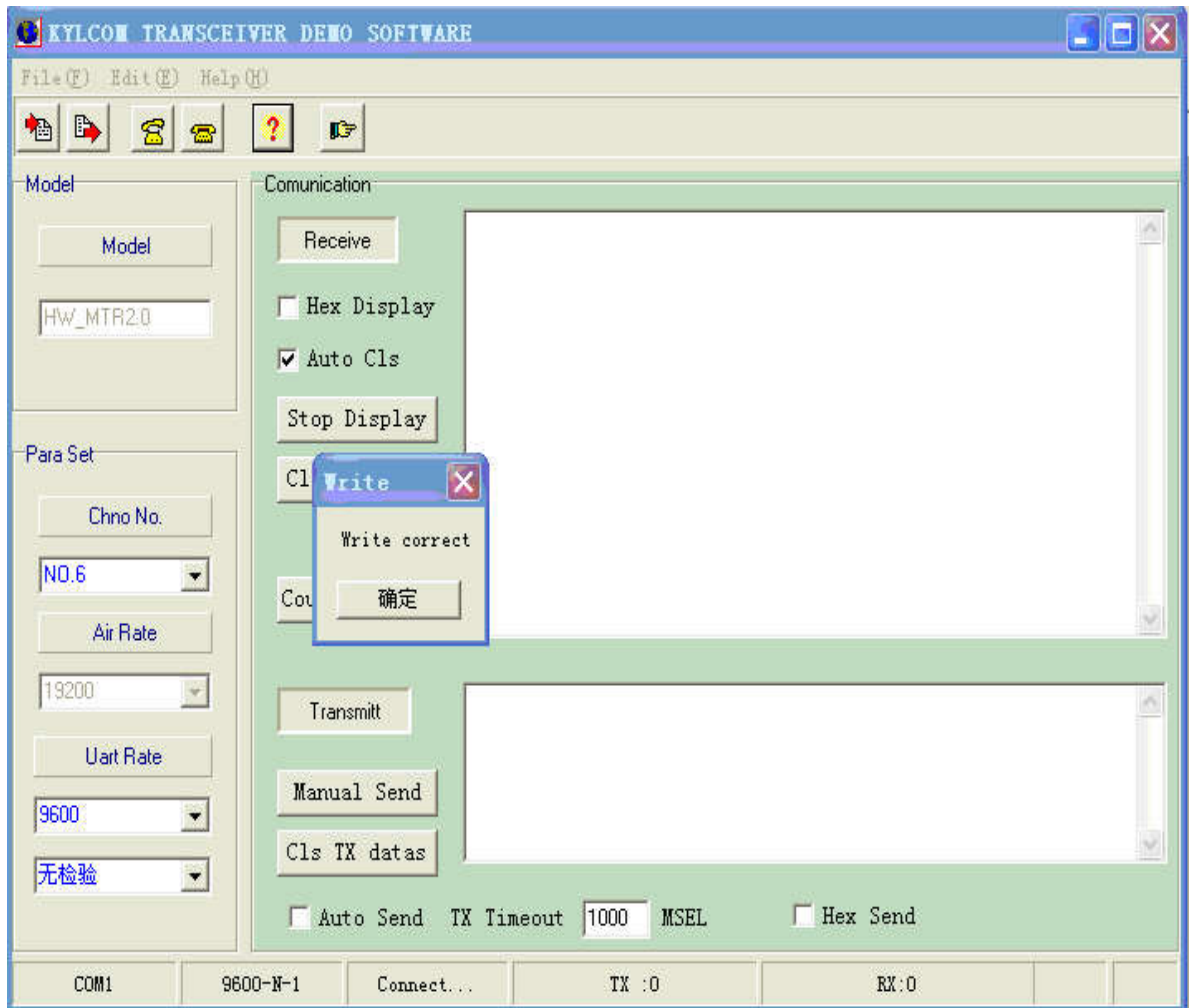 KYLCOM TRANSCEIVER DEMO SOFTWARE
File(F) Edit(E) Help(H)
?
Model
Model
HW_MTR2.0
Para Set
Chno No.
NO.6
Air Rate
19200
Uart Rate
9600
无检验
Comunication
Receive
Hex Display
Auto Cls
Stop Display
Cl
Write
Write correct
确定
Cou
Transmitt
Manual Send
Cls TX datas
Auto Send TX Timeout 1000 MSEL Hex Send
COM1 9600-N-1 Connect... TX :0 RX:0